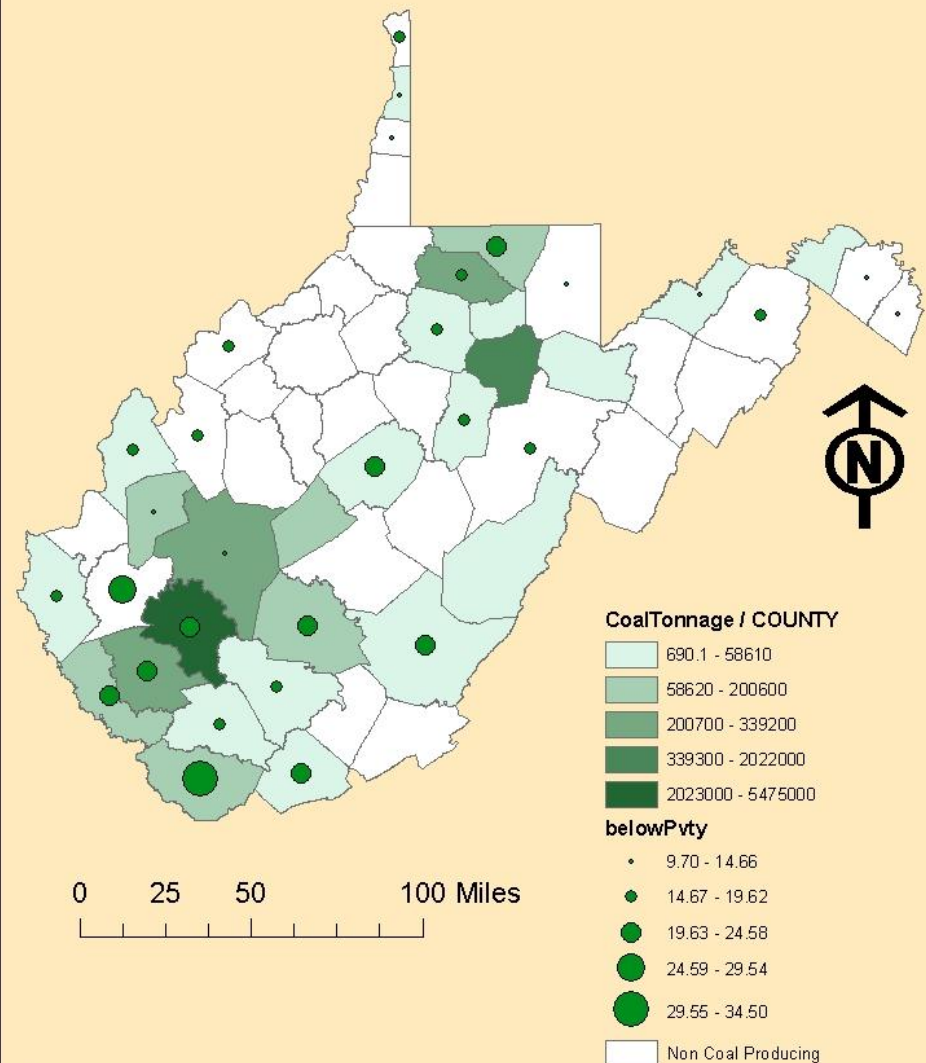 N
CoalTonnage / COUNTY
690.1 - 58610
58620 - 200600
200700 - 339200
339300 - 2022000
2023000 - 5475000
belowPvty
9.70 - 14.66
14.67 - 19.62
19.63 - 24.58
24.59 - 29.54
29.55 - 34.50
Non Coal Producing
0 25 50 100 Miles